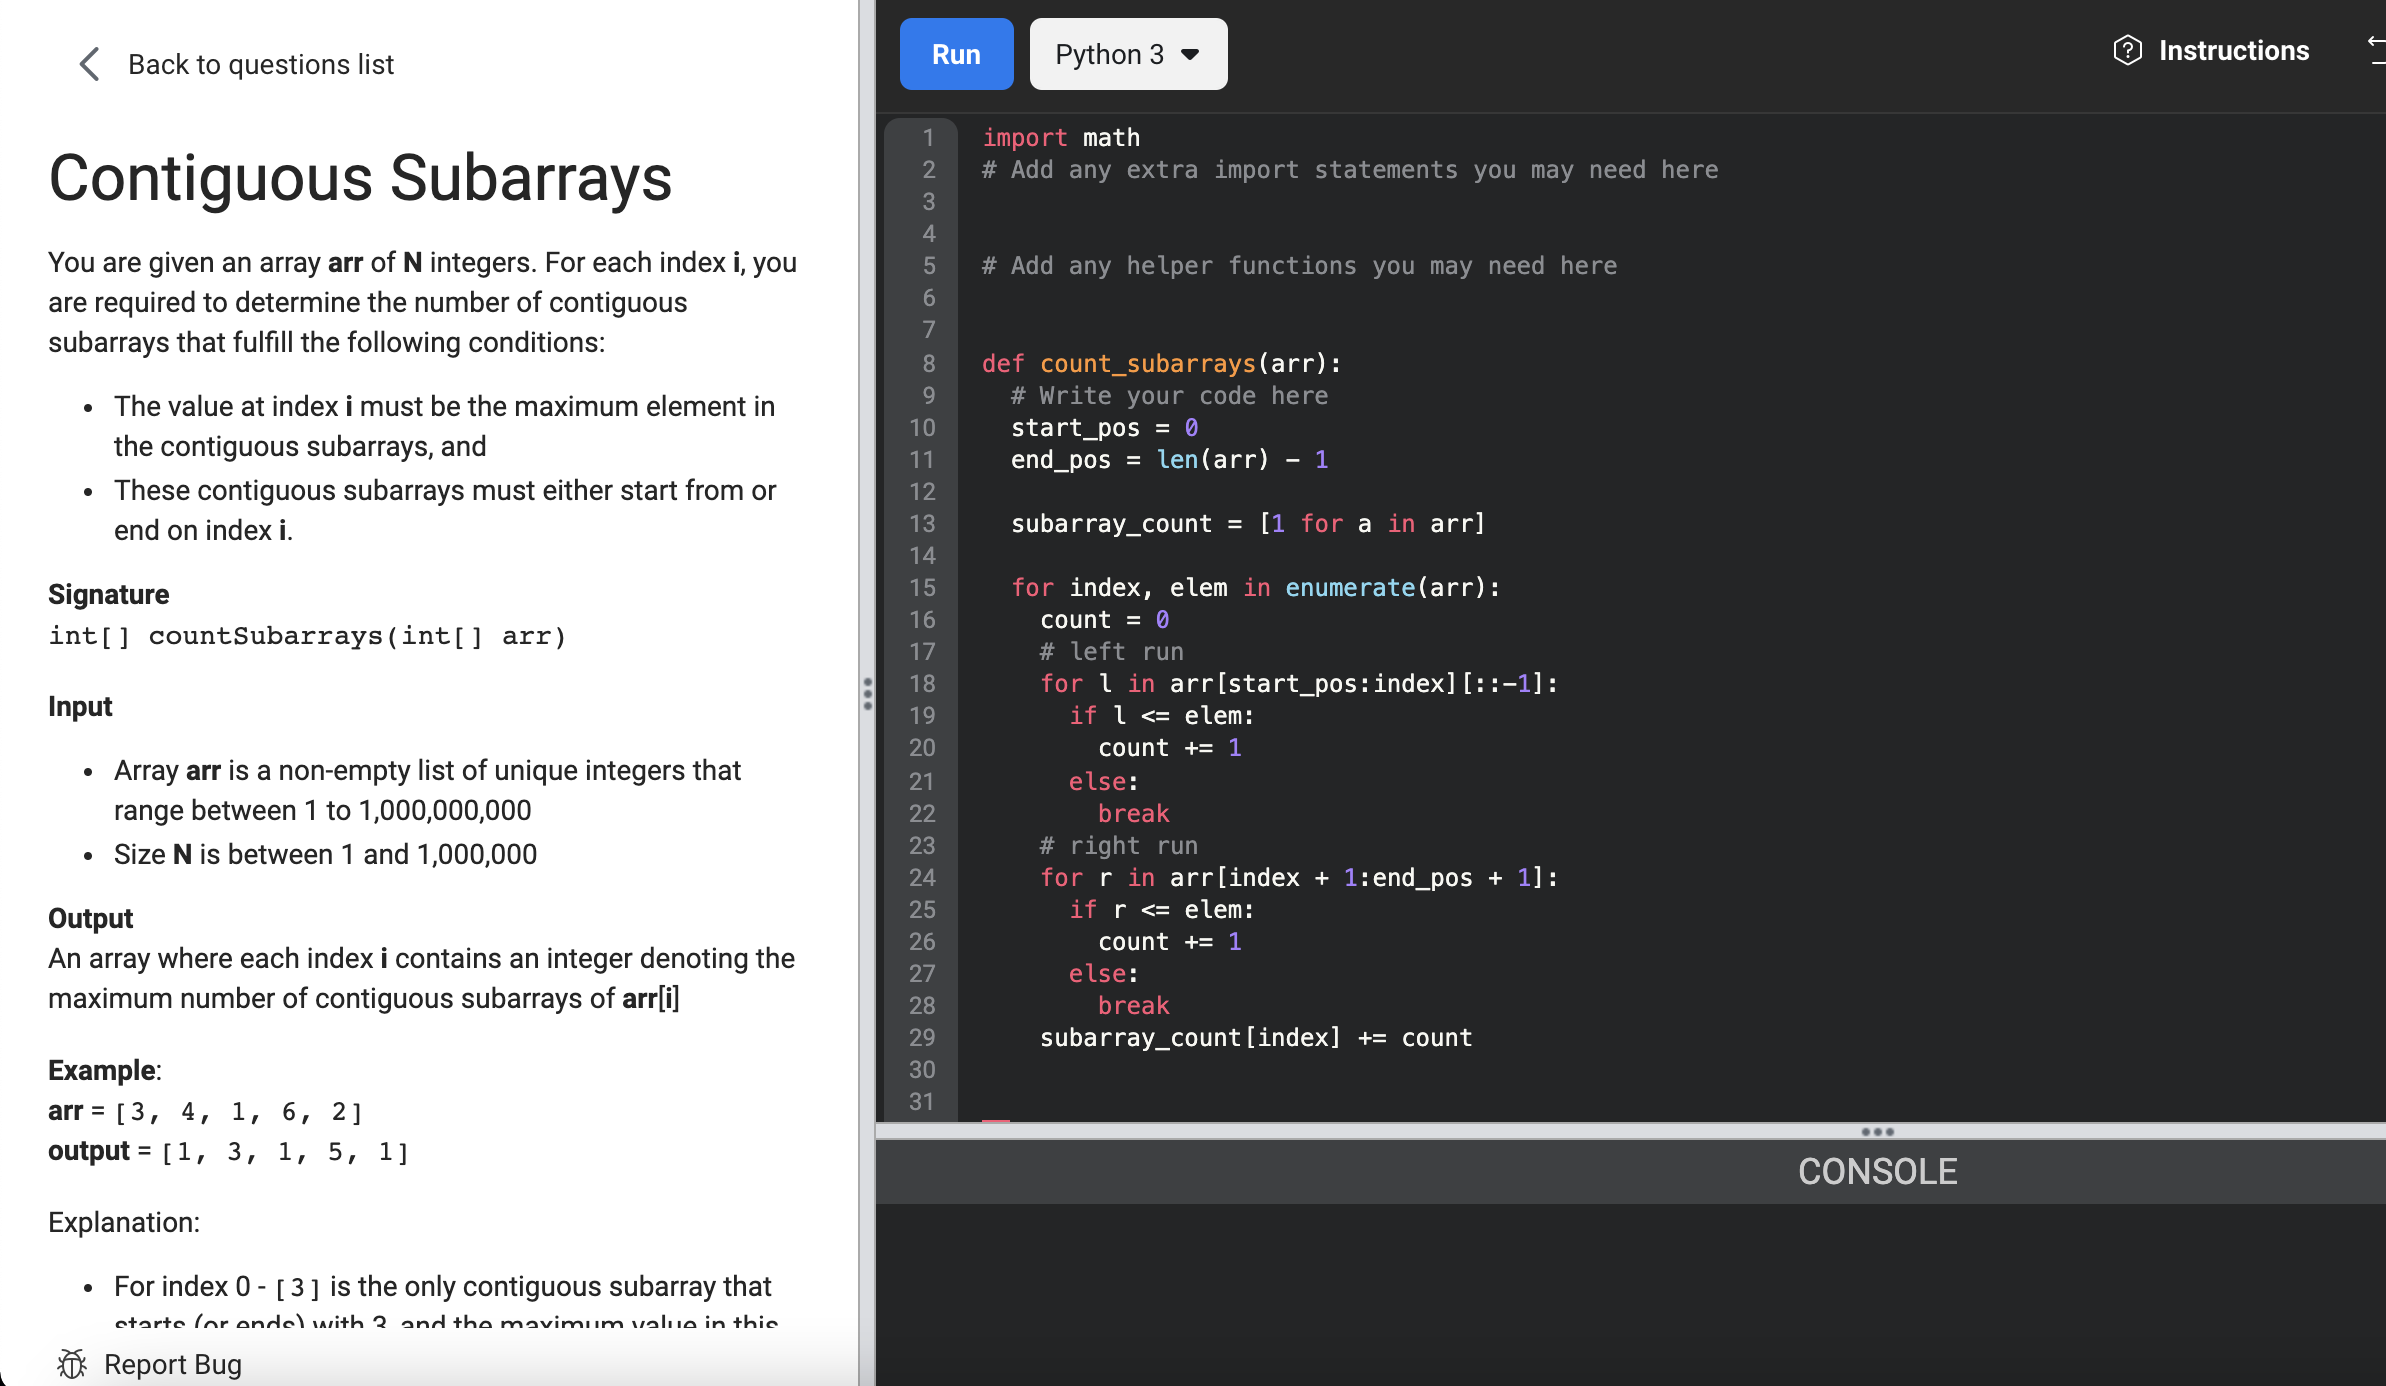 Back to questions list
Contiguous Subarrays
You are given an array arr of N integers. For each index i, you
are required to determine the number of contiguous
subarrays that fulfill the following conditions:
• The value at index i must be the maximum element in
the contiguous subarrays, and
• These contiguous subarrays must either start from or
end on index i.
Signature
int[] countSubarrays(int[] arr)
Input
• Array arr is a non-empty list of unique integers that
range between 1 to 1,000,000,000
• Size N is between 1 and 1,000,000
Output
An array where each index i contains an integer denoting the
maximum number of contiguous subarrays of arr[i]
Example:
arr = [3, 4, 1, 6, 2]
output = [1, 3, 1, 5, 1]
Explanation:
• For index 0 - [3] is the only contiguous subarray that
starts (or ends) with 3, and the maximum value in this
Report Bug
Run
Python 3
Instructions
1 import math
2 # Add any extra import statements you may need here
3
4
5 # Add any helper functions you may need here
6
7
8 def count_subarrays(arr):
9   # Write your code here
10   start_pos = 0
11   end_pos = len(arr) - 1
12
13   subarray_count = [1 for a in arr]
14
15   for index, elem in enumerate(arr):
16     count = 0
17     # left run
18     for l in arr[start_pos:index][::-1]:
19       if l <= elem:
20         count += 1
21       else:
22         break
23     # right run
24     for r in arr[index + 1:end_pos + 1]:
25       if r <= elem:
26         count += 1
27       else:
28         break
29     subarray_count[index] += count
30
31
CONSOLE